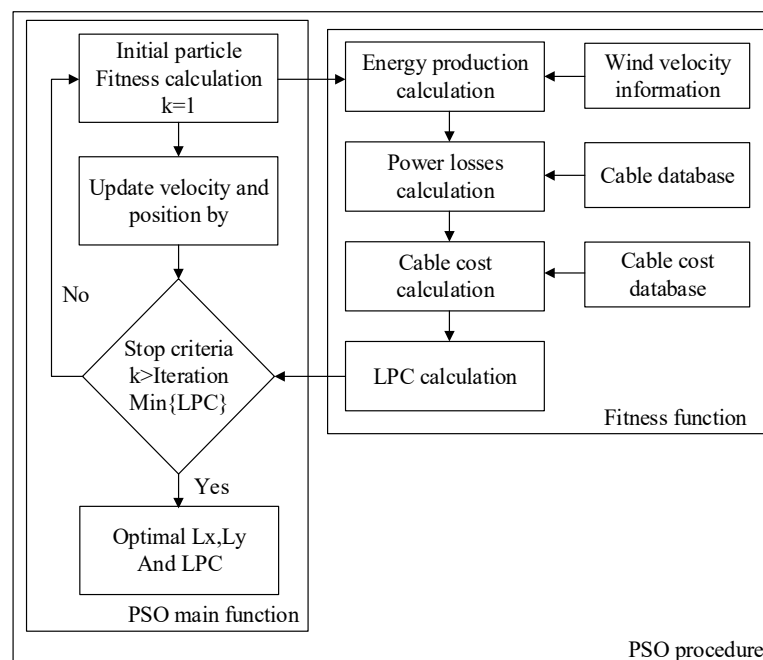 Initial particle
Fitness calculation
k=1
Update velocity and
position by
No
Stop criteria
k>Iteration
Min{LPC}
Yes
Optimal Lx,Ly
And LPC
PSO main function
Energy production
calculation
Wind velocity
information
Power losses
calculation
Cable database
Cable cost
calculation
Cable cost
database
LPC calculation
Fitness function
PSO procedure